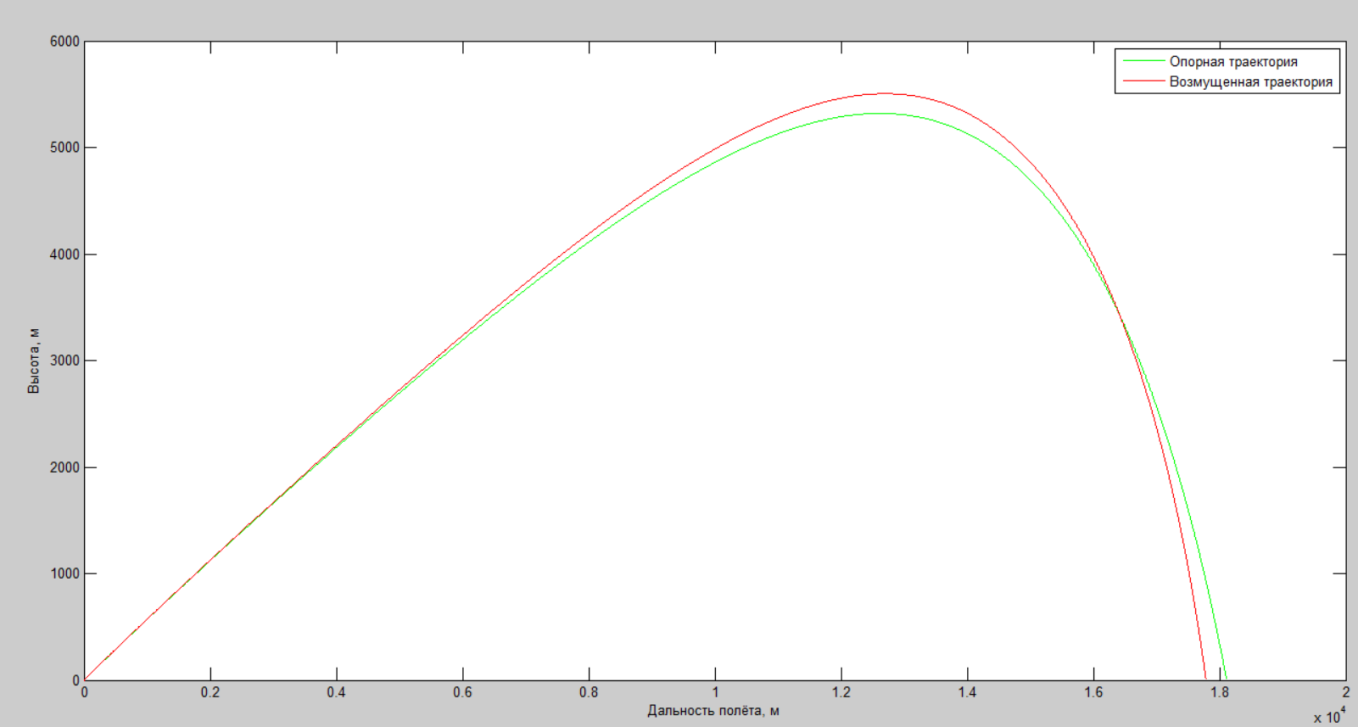 6000
5000
4000
3000
2000
1000
0
Высота, м
Опорная траектория
Возмущенная траектория
0 0.2 0.4 0.6 0.8 1 1.2 1.4 1.6 1.8 2
Дальность полёта, м
x 10^4